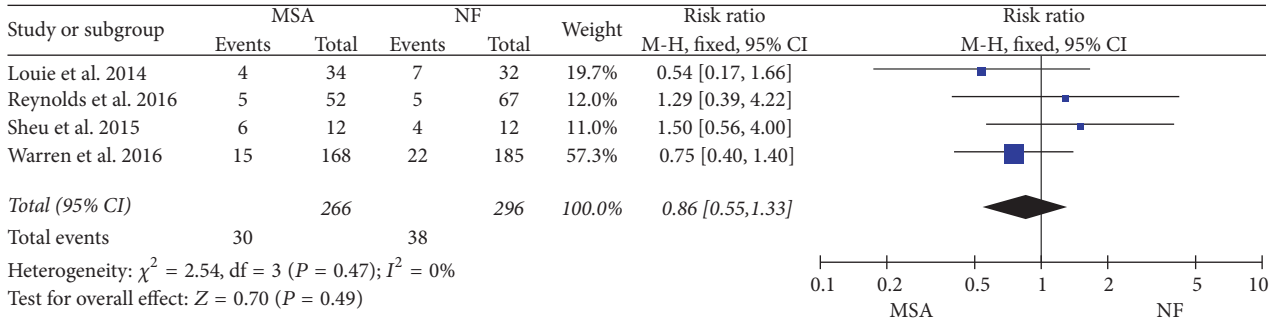 Study or subgroup MSA NF Weight Risk ratio Risk ratio
Events Total Events Total M-H, fixed, 95% CI M-H, fixed, 95% CI
Louie et al. 2014 4 34 7 32 19.7% 0.54 [0.17, 1.66]
Reynolds et al. 2016 5 52 5 67 12.0% 1.29 [0.39, 4.22]
Sheu et al. 2015 6 12 4 12 11.0% 1.50 [0.56, 4.00]
Warren et al. 2016 15 168 22 185 57.3% 0.75 [0.40, 1.40]
Total (95% CI) 266 296 100.0% 0.86 [0.55,1.33]
Total events 30 38
Heterogeneity: χ² = 2.54, df = 3 (P = 0.47); I² = 0%
Test for overall effect: Z = 0.70 (P = 0.49)
0.1 0.2 0.5 1 2 5 10
MSA NF